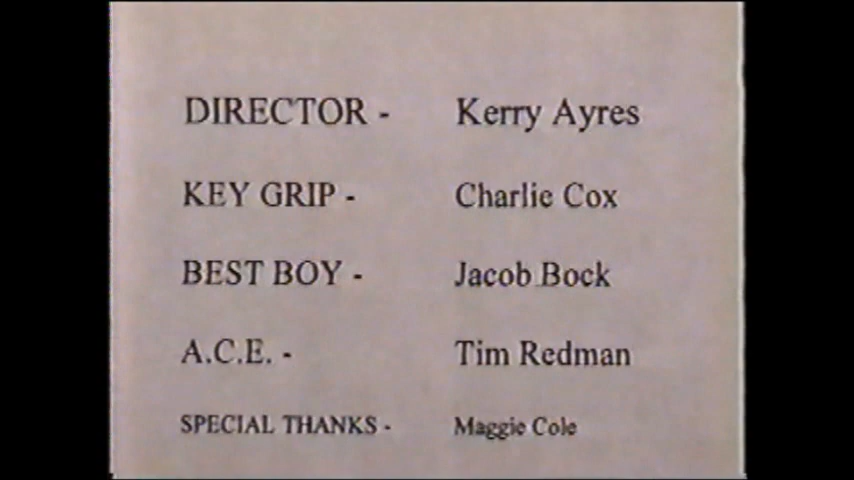 DIRECTOR - Kerry Ayres
KEY GRIP - Charlie Cox
BEST BOY - Jacob Bock
A.C.E. - Tim Redman
SPECIAL THANKS - Maggie Cole